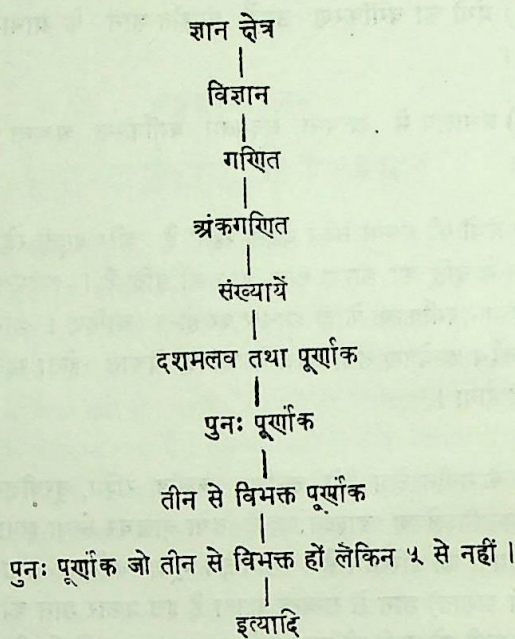 ज्ञान क्षेत्र
विज्ञान
गणित
अंकगणित
संख्यायें
दशमलव तथा पूर्णांक
पुनः पूर्णांक
तीन से विभक्त पूर्णांक
पुनः पूर्णांक जो तीन से विभक्त हों लेकिन ५ से नहीं ।
इत्यादि